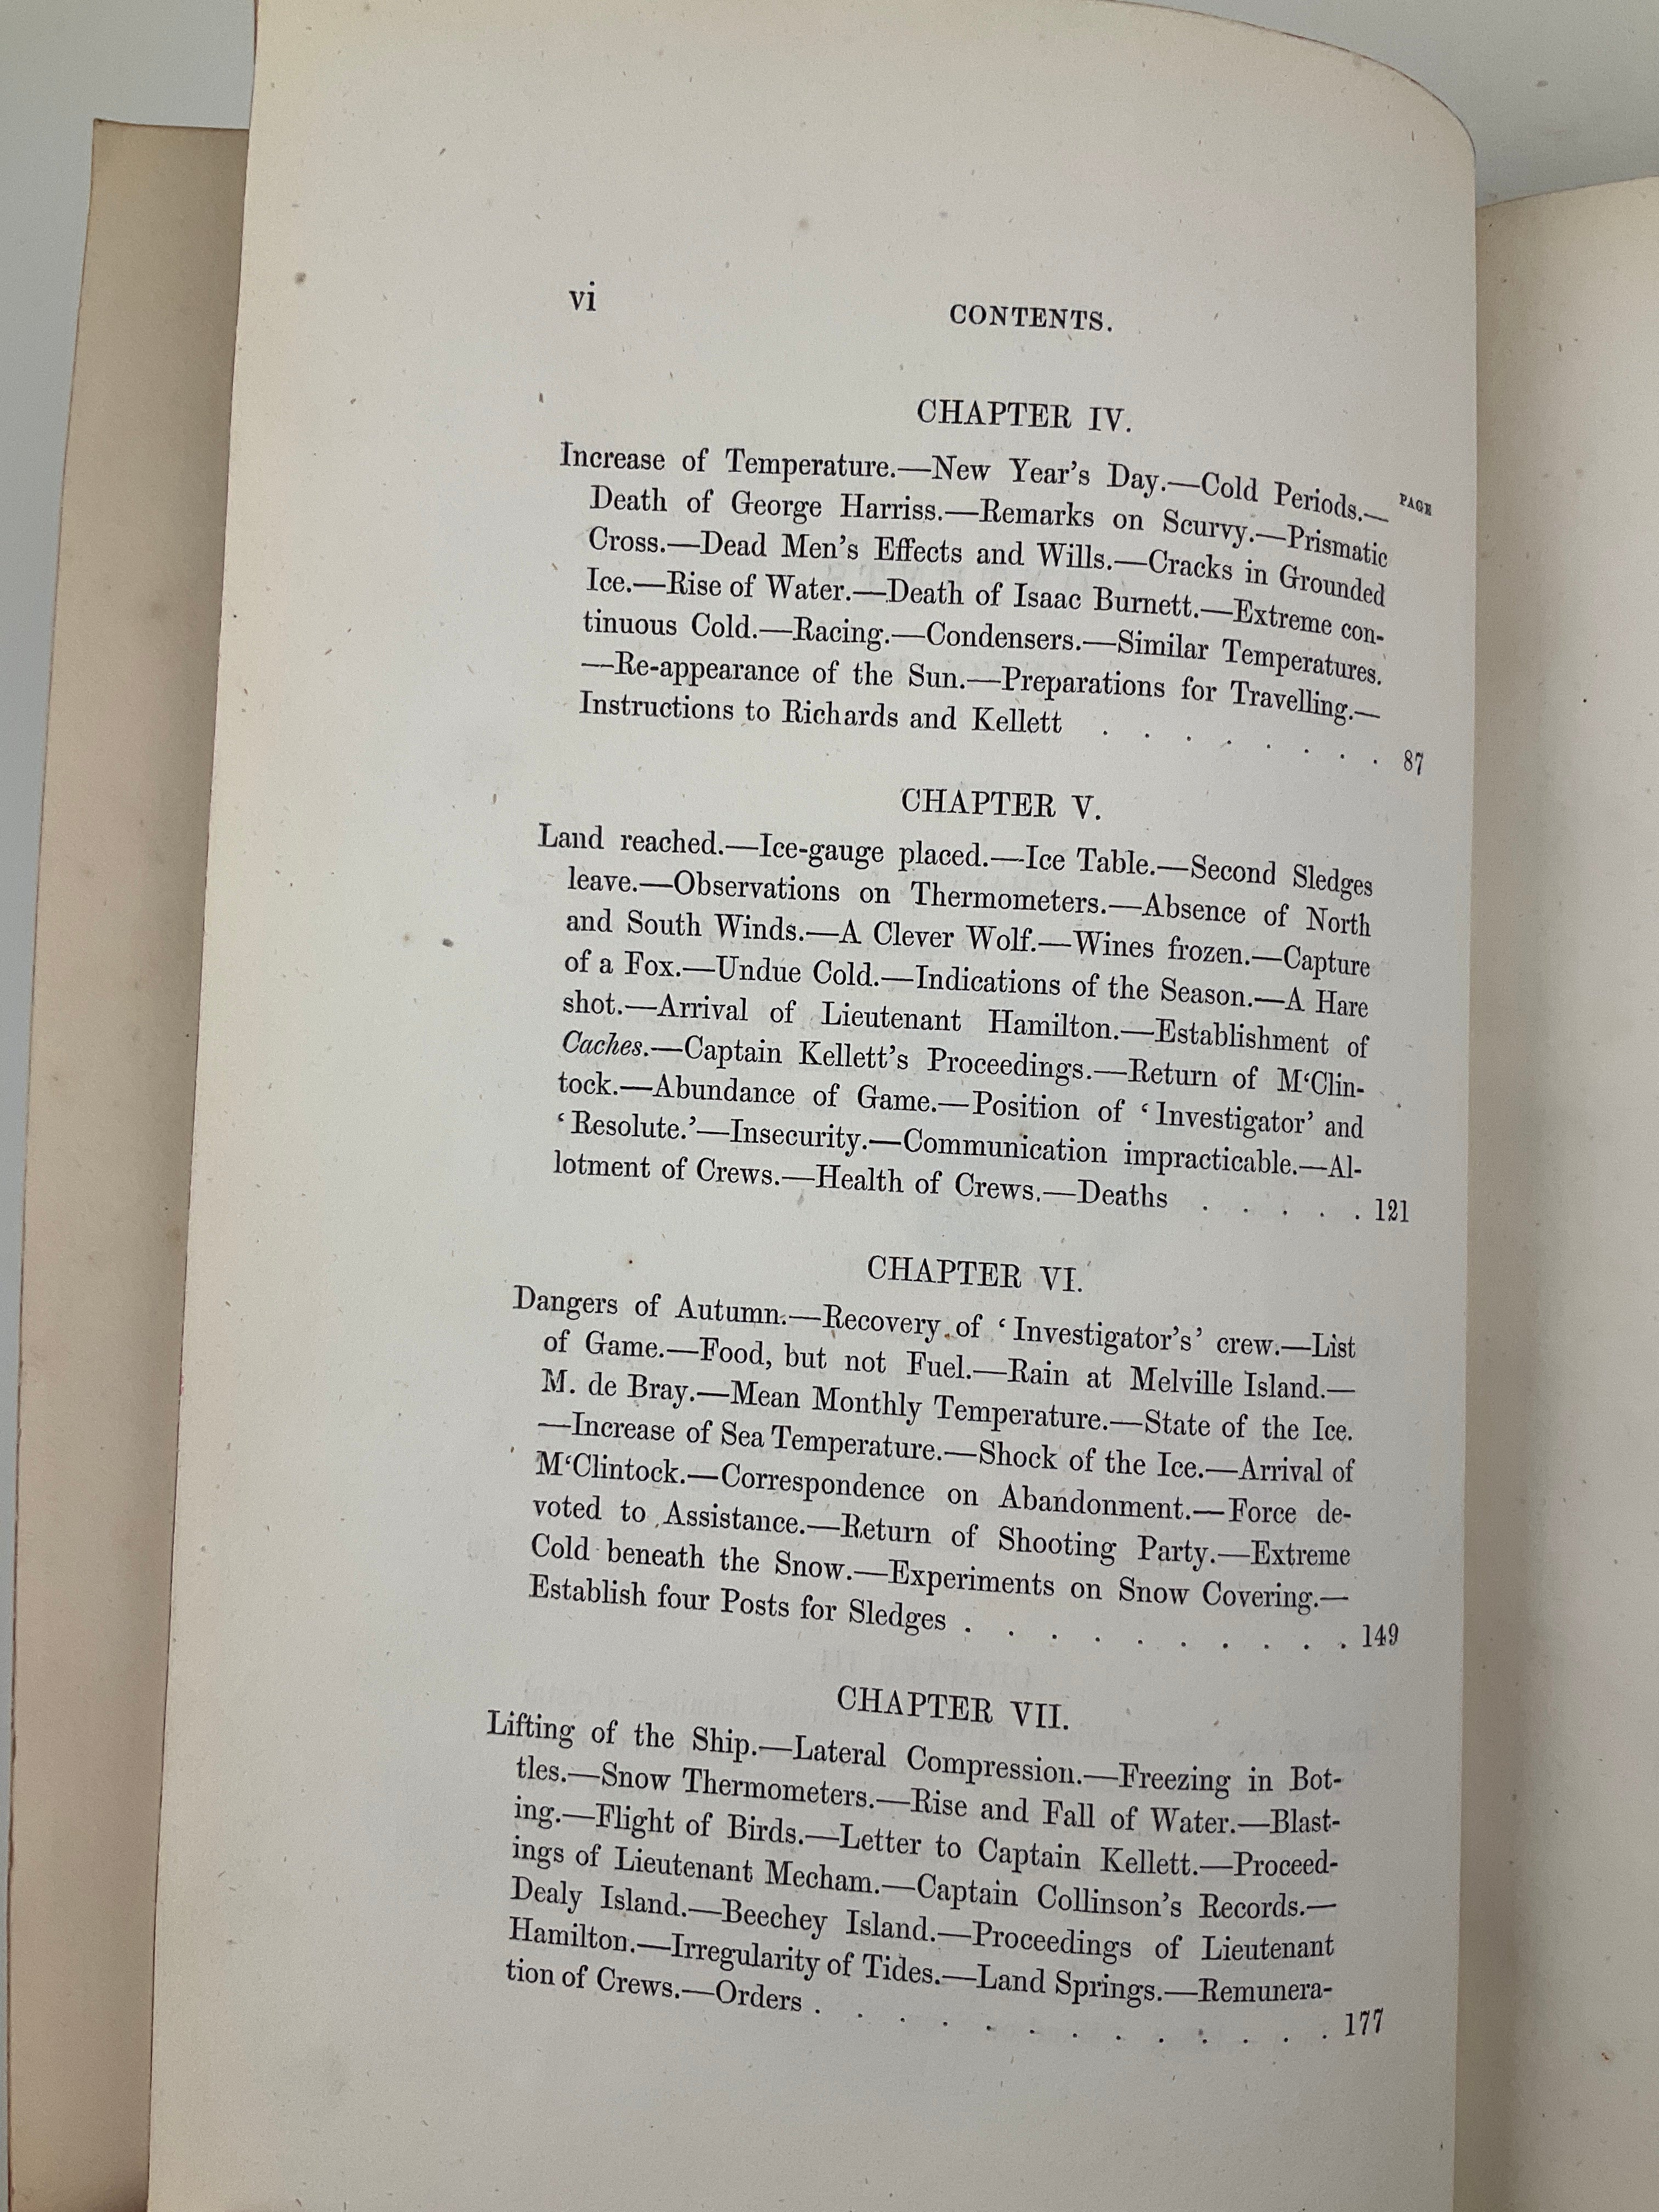 vi
CONTENTS.
CHAPTER IV.
PAGE
Increase of Temperature.—New Year's Day.—Cold Periods.—
Death of George Harriss.—Remarks on Scurvy.—Prismatic
Cross.—Dead Men's Effects and Wills.—Cracks in Grounded
Ice.—Rise of Water.—Death of Isaac Burnett.—Extreme con-
tinuous Cold.—Racing.—Condensers.—Similar Temperatures.
—Re-appearance of the Sun.—Preparations for Travelling.—
Instructions to Richards and Kellett . . . . . . . . 87
CHAPTER V.
Land reached.—Ice-gauge placed.—Ice Table.—Second Sledges
leave.—Observations on Thermometers.—Absence of North
and South Winds.—A Clever Wolf.—Wines frozen.—Capture
of a Fox.—Undue Cold.—Indications of the Season.—A Hare
shot.—Arrival of Lieutenant Hamilton.—Establishment of
Caches.—Captain Kellett's Proceedings.—Return of M‘Clin-
tock.—Abundance of Game.—Position of ‘Investigator’ and
‘Resolute.’—Insecurity.—Communication impracticable.—Al-
lotment of Crews.—Health of Crews.—Deaths . . . . . 121
CHAPTER VI.
Dangers of Autumn.—Recovery of ‘Investigator's’ crew.—List
of Game.—Food, but not Fuel.—Rain at Melville Island.—
M. de Bray.—Mean Monthly Temperature.—State of the Ice.
—Increase of Sea Temperature.—Shock of the Ice.—Arrival of
M‘Clintock.—Correspondence on Abandonment.—Force de-
voted to Assistance.—Return of Shooting Party.—Extreme
Cold beneath the Snow.—Experiments on Snow Covering.—
Establish four Posts for Sledges . . . . . . . . . . 149
CHAPTER VII.
Lifting of the Ship.—Lateral Compression.—Freezing in Bot-
tles.—Snow Thermometers.—Rise and Fall of Water.—Blast-
ing.—Flight of Birds.—Letter to Captain Kellett.—Proceed-
ings of Lieutenant Mecham.—Captain Collinson's Records.—
Dealy Island.—Beechey Island.—Proceedings of Lieutenant
Hamilton.—Irregularity of Tides.—Land Springs.—Remunera-
tion of Crews.—Orders . . . . . . . . . . . . . 177